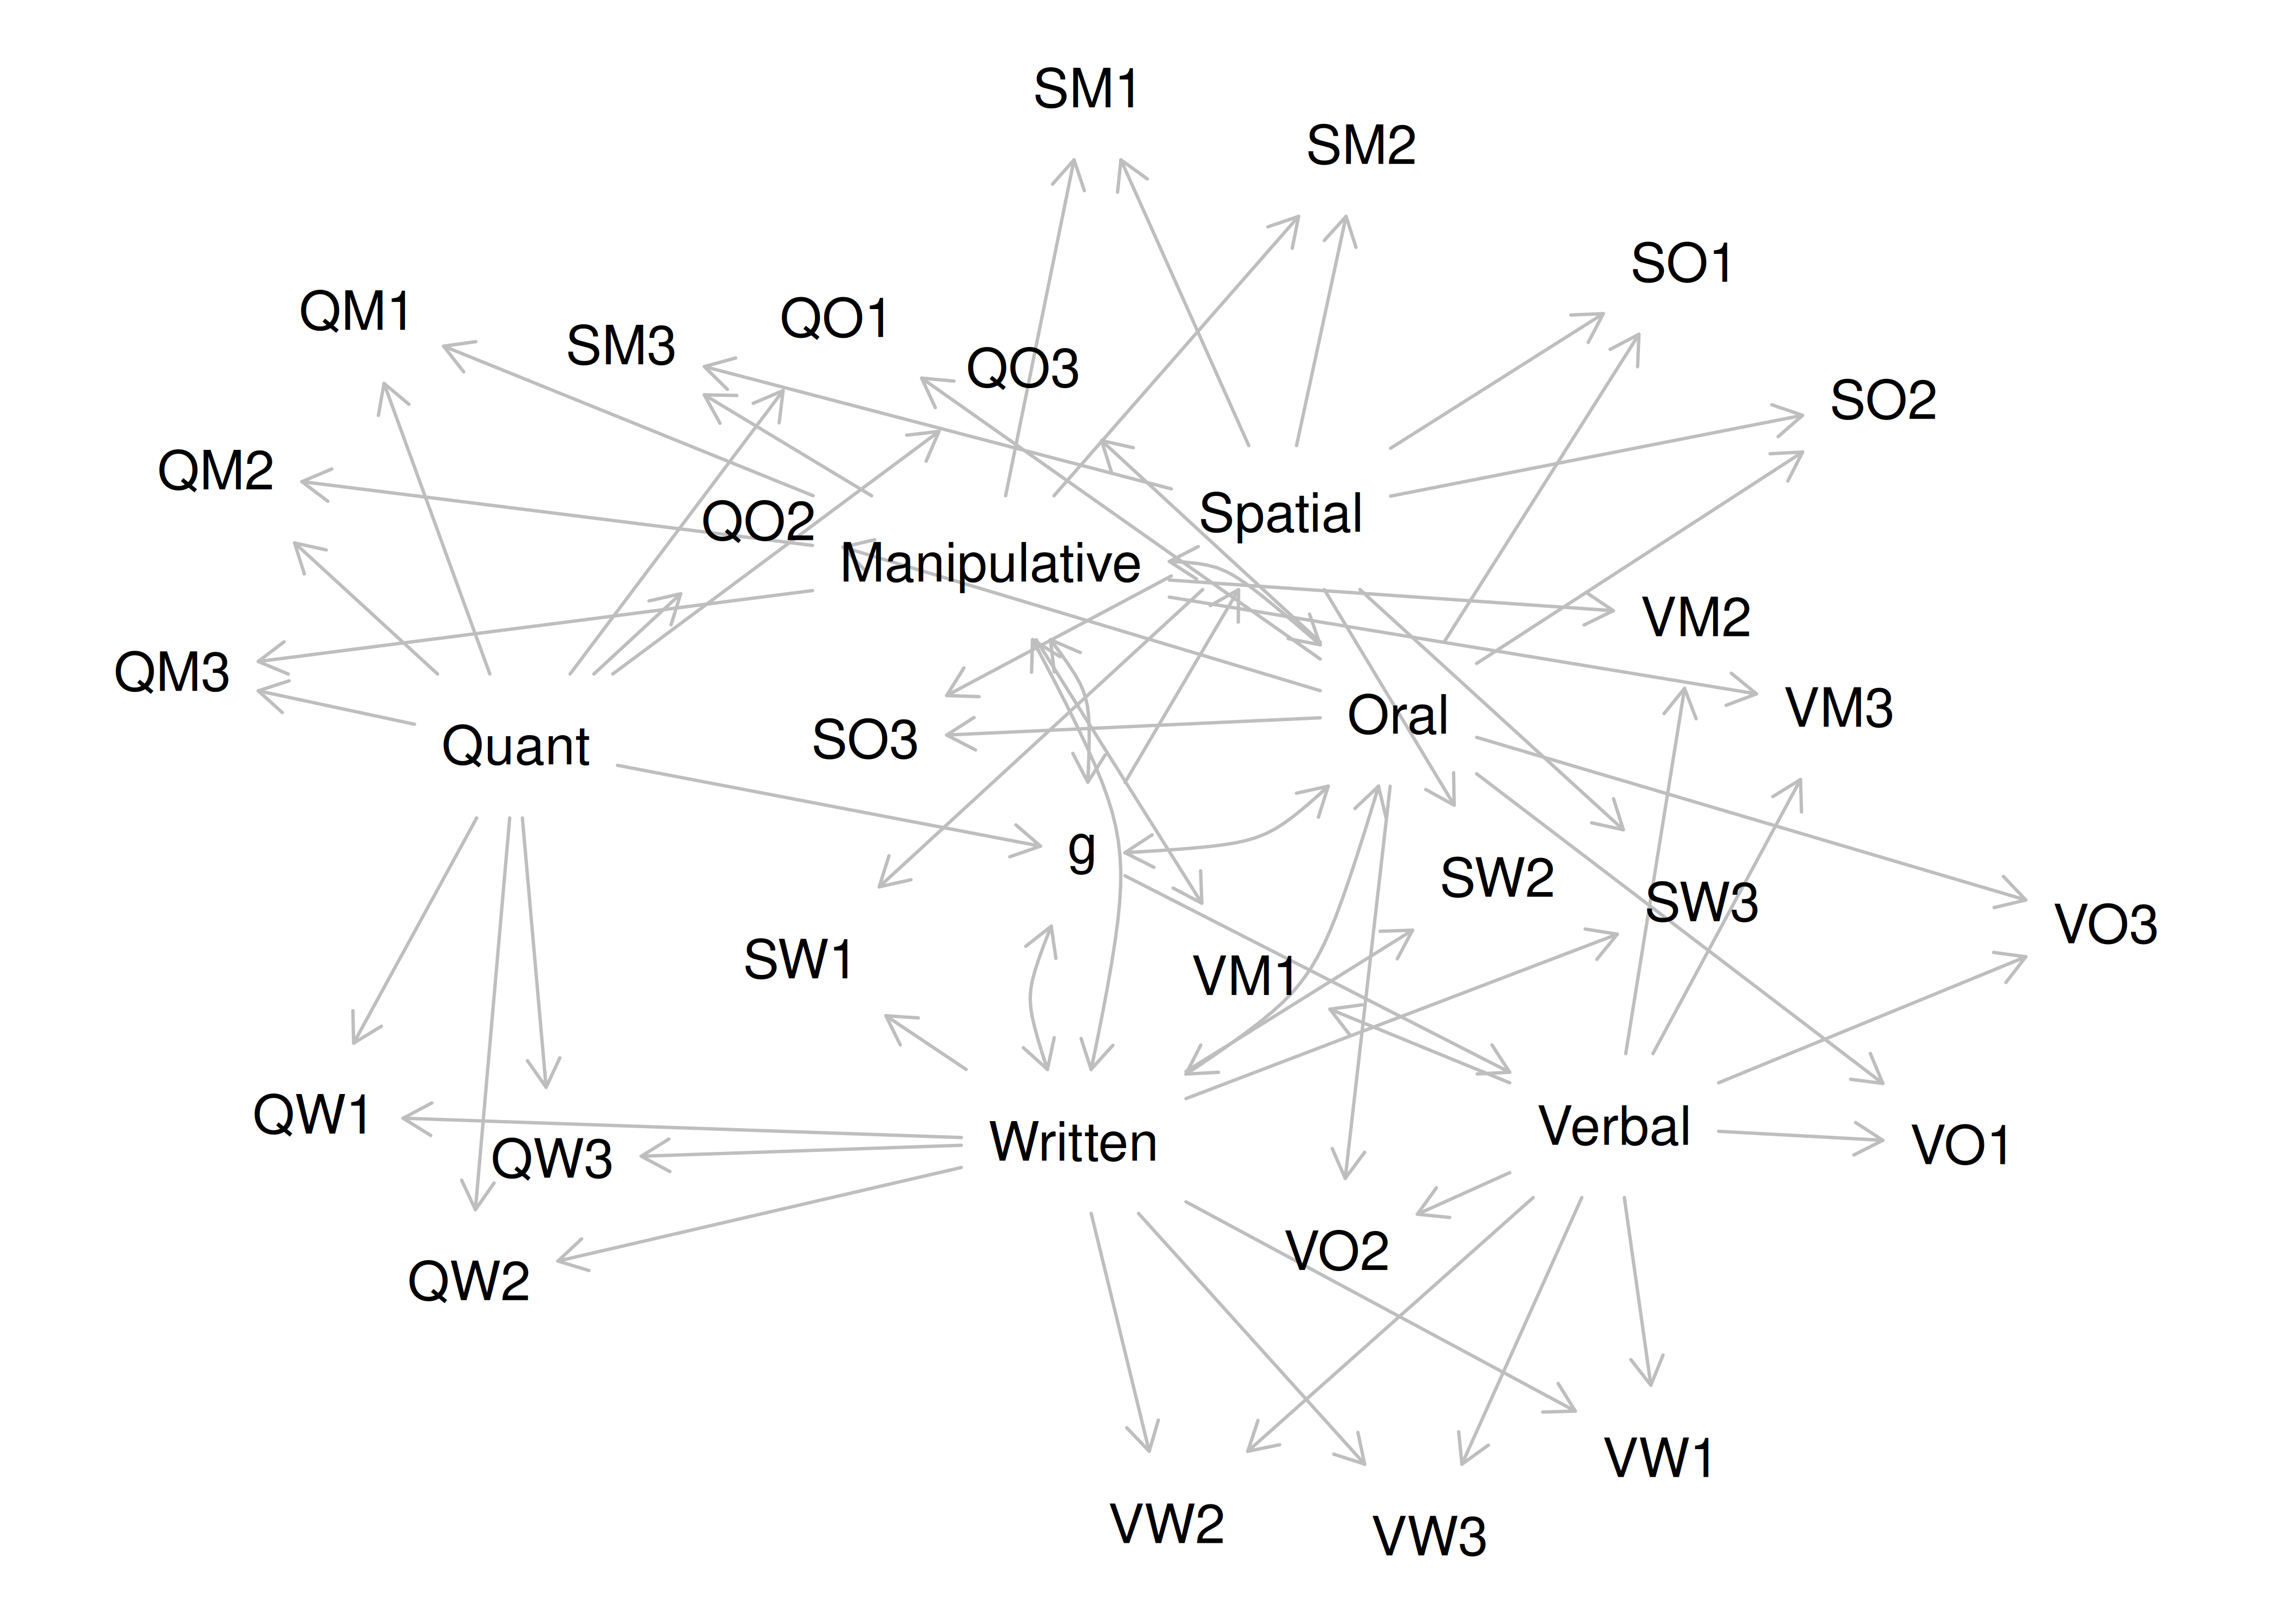 SM1
SM2
SO1
QM1
QO1
SM3
QO3
SO2
QM2
Spatial
QO2
Manipulative
VM2
QM3
VM3
Oral
SO3
Quant
g
SW2
SW3
VO3
SW1
VM1
QW1
Verbal
Written
VO1
QW3
VO2
QW2
VW1
VW2
VW3